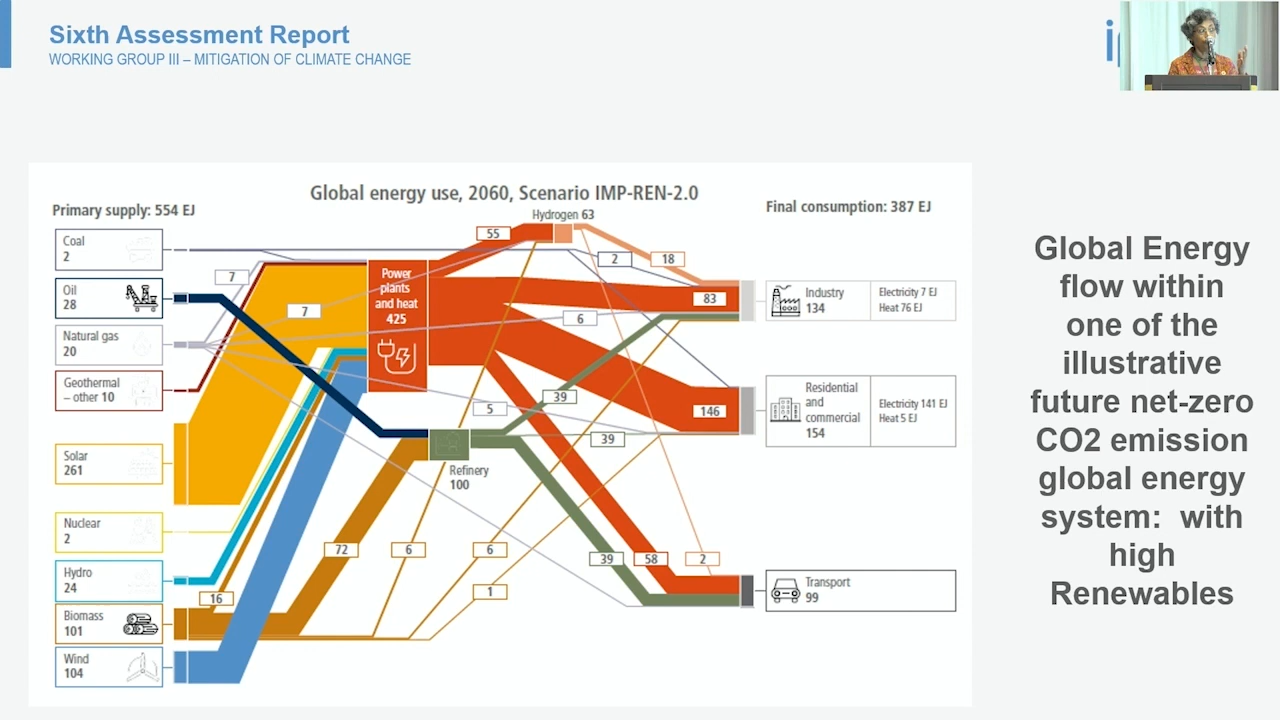 Sixth Assessment Report
WORKING GROUP III – MITIGATION OF CLIMATE CHANGE
Global energy use, 2060, Scenario IMP-REN-2.0
Primary supply: 554 EJ
Final consumption: 387 EJ
Hydrogen 63
Coal
2
Oil
28
Natural gas
20
Geothermal
– other 10
Solar
261
Nuclear
2
Hydro
24
Biomass
101
Wind
104
7
7
16
72
Power
plants
and heat
425
Refinery
100
55
2
18
83
6
39
5
39
146
6
6
1
39
58
2
Industry
134
Electricity 7 EJ
Heat 76 EJ
Residential
and
commercial
154
Electricity 141 EJ
Heat 5 EJ
Transport
99
Global Energy
flow within
one of the
illustrative
future net-zero
CO2 emission
global energy
system: with
high
Renewables